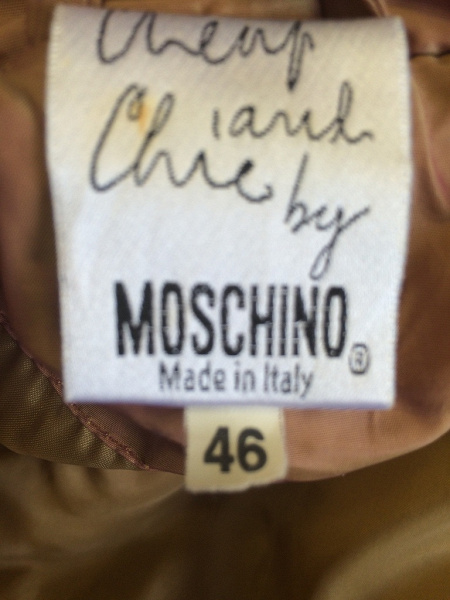 Cheap
and
Chic
by
MOSCHINO®
Made in Italy
46